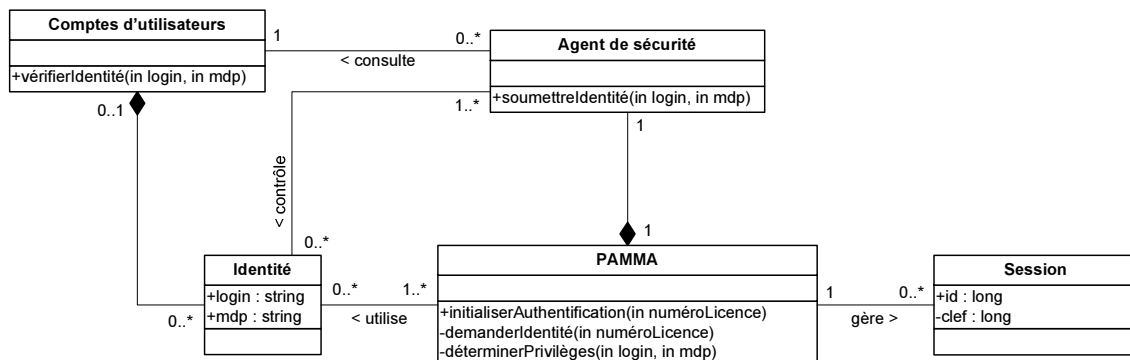 Comptes d'utilisateurs
+vérifierIdentité(in login, in mdp)
1
0..*
< consulte
Agent de sécurité
+soumettreIdentité(in login, in mdp)
0..1
1..*
1
< contrôle
0..*
1
Identité
+login : string
+mdp : string
0..*
0..*
1..*
< utilise
PAMMA
+initialiserAuthentification(in numéroLicence)
-demanderIdentité(in numéroLicence)
-déterminerPrivilèges(in login, in mdp)
1
0..*
gère >
Session
+id : long
-clef : long